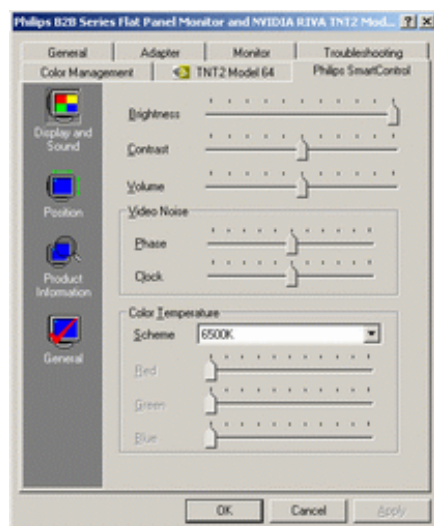 Philips B2B Series Flat Panel Monitor and NVIDIA RIVA TNT2 Mod...
General Adapter Monitor Troubleshooting
Color Management TNT2 Model 64 Philips SmartControl
Display and
Sound
Position
Product
Information
General
Brightness
Contrast
Volume
Video Noise
Phase
Clock
Color Temperature
Scheme 6500K
Red
Green
Blue
OK Cancel Apply